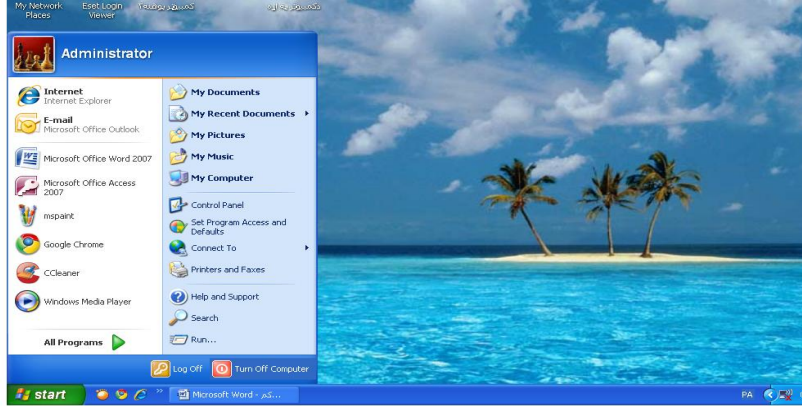 My Network
Places
Eset Login
Viewer
Administrator
Internet
Internet Explorer
E-mail
Microsoft Office Outlook
Microsoft Office Word 2007
Microsoft Office Access
2007
mspaint
Google Chrome
CCleaner
Windows Media Player
All Programs
My Documents
My Recent Documents
My Pictures
My Music
My Computer
Control Panel
Set Program Access and
Defaults
Connect To
Printers and Faxes
Help and Support
Search
Run...
Log Off
Turn Off Computer
start
Microsoft Word - کم...
PA